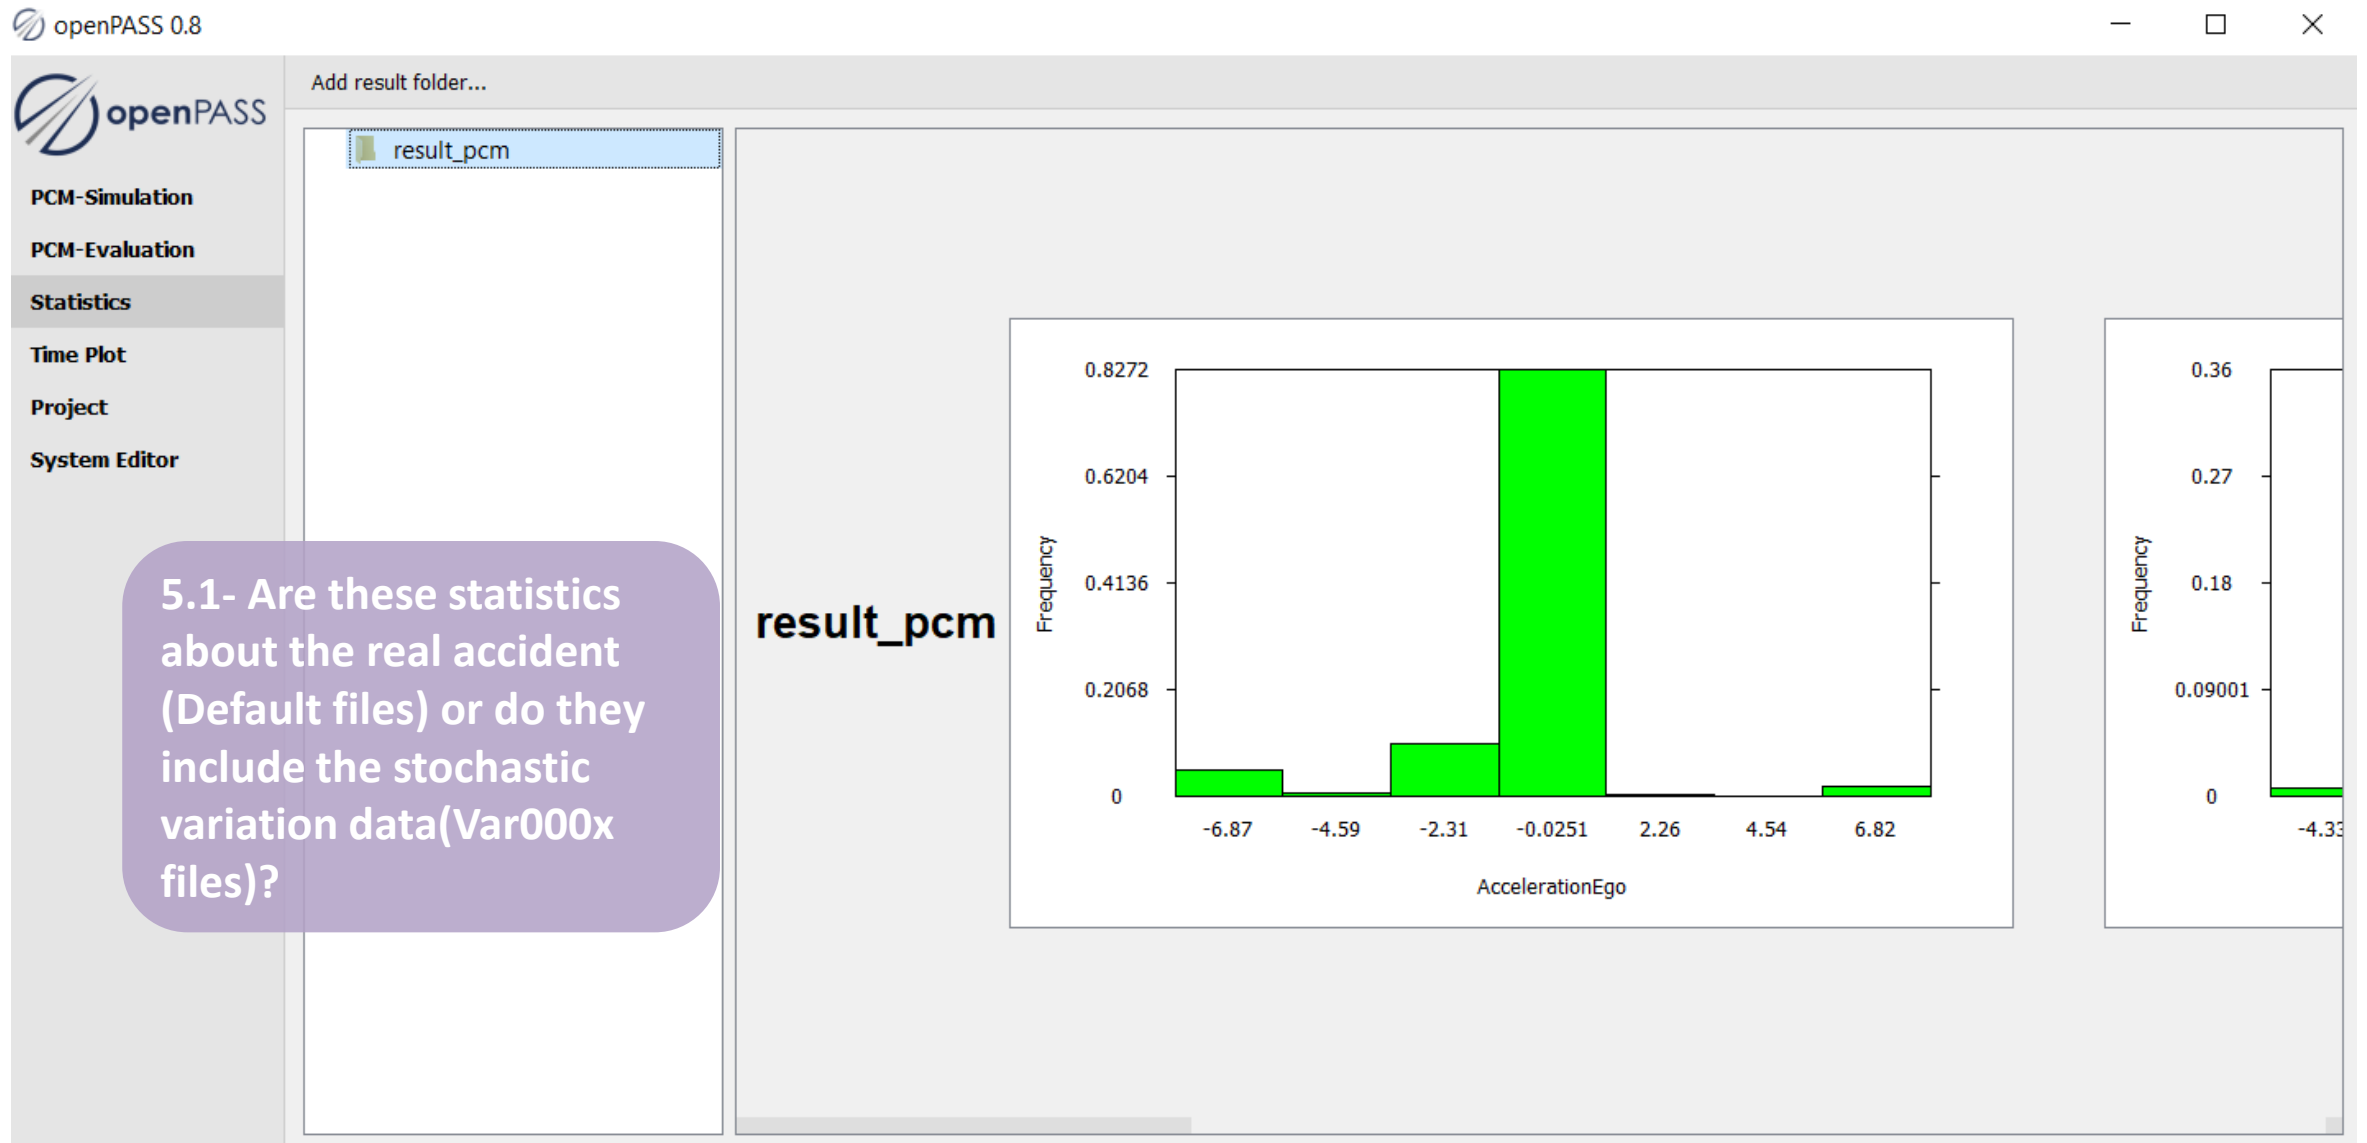 openPASS 0.8
openPASS
Add result folder...
PCM-Simulation
PCM-Evaluation
Statistics
Time Plot
Project
System Editor
result_pcm
5.1- Are these statistics
about the real accident
(Default files) or do they
include the stochastic
variation data(Var000x
files)?
result_pcm
Frequency
0.8272
0.6204
0.4136
0.2068
0
-6.87 -4.59 -2.31 -0.0251 2.26 4.54 6.82
AccelerationEgo
Frequency
0.36
0.27
0.18
0.09001
0
-4.33